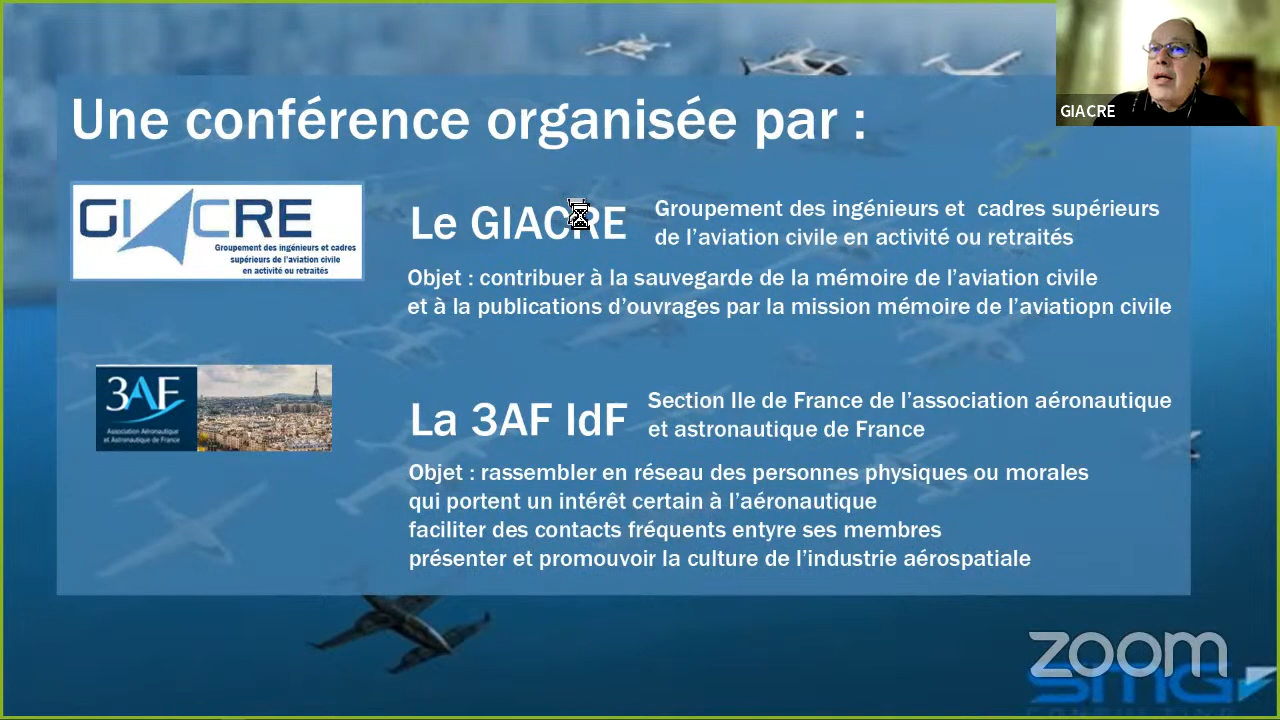 Une conférence organisée par :
GIACRE
GIACRE
Groupement des ingénieurs et cadres
supérieurs de l'aviation civile
en activité ou retraités
Le GIACRE
Groupement des ingénieurs et  cadres supérieurs
de l'aviation civile en activité ou retraités
Objet : contribuer à la sauvegarde de la mémoire de l'aviation civile
et à la publications d'ouvrages par la mission mémoire de l'aviatiopn civile
3AF
Association Aéronautique
et Astronautique de France
La 3AF IdF
Section Ile de France de l'association aéronautique
et astronautique de France
Objet : rassembler en réseau des personnes physiques ou morales
qui portent un intérêt certain à l'aéronautique
faciliter des contacts fréquents entyre ses membres
présenter et promouvoir la culture de l'industrie aérospatiale
zoom
SMG
CONSULTING